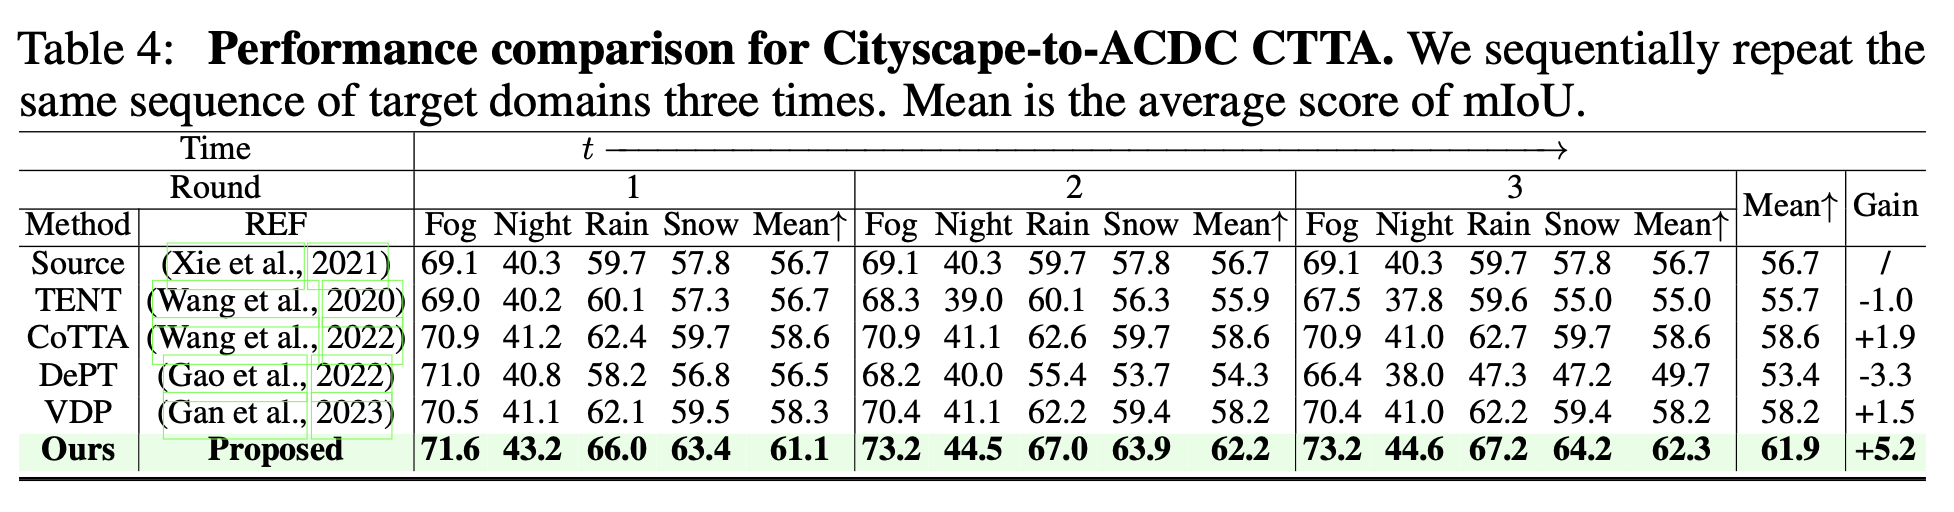 Table 4: Performance comparison for Cityscape-to-ACDC CTTA. We sequentially repeat the
same sequence of target domains three times. Mean is the average score of mIoU.
Time t
Round 1 2 3 Mean↑ Gain
Method REF Fog Night Rain Snow Mean↑ Fog Night Rain Snow Mean↑ Fog Night Rain Snow Mean↑
Source (Xie et al., 2021) 69.1 40.3 59.7 57.8 56.7 69.1 40.3 59.7 57.8 56.7 69.1 40.3 59.7 57.8 56.7 56.7 /
TENT (Wang et al., 2020) 69.0 40.2 60.1 57.3 56.7 68.3 39.0 60.1 56.3 55.9 67.5 37.8 59.6 55.0 55.0 55.7 -1.0
CoTTA (Wang et al., 2022) 70.9 41.2 62.4 59.7 58.6 70.9 41.1 62.6 59.7 58.6 70.9 41.0 62.7 59.7 58.6 58.6 +1.9
DePT (Gao et al., 2022) 71.0 40.8 58.2 56.8 56.5 68.2 40.0 55.4 53.7 54.3 66.4 38.0 47.3 47.2 49.7 53.4 -3.3
VDP (Gan et al., 2023) 70.5 41.1 62.1 59.5 58.3 70.4 41.1 62.2 59.4 58.2 70.4 41.0 62.2 59.4 58.2 58.2 +1.5
Ours Proposed 71.6 43.2 66.0 63.4 61.1 73.2 44.5 67.0 63.9 62.2 73.2 44.6 67.2 64.2 62.3 61.9 +5.2